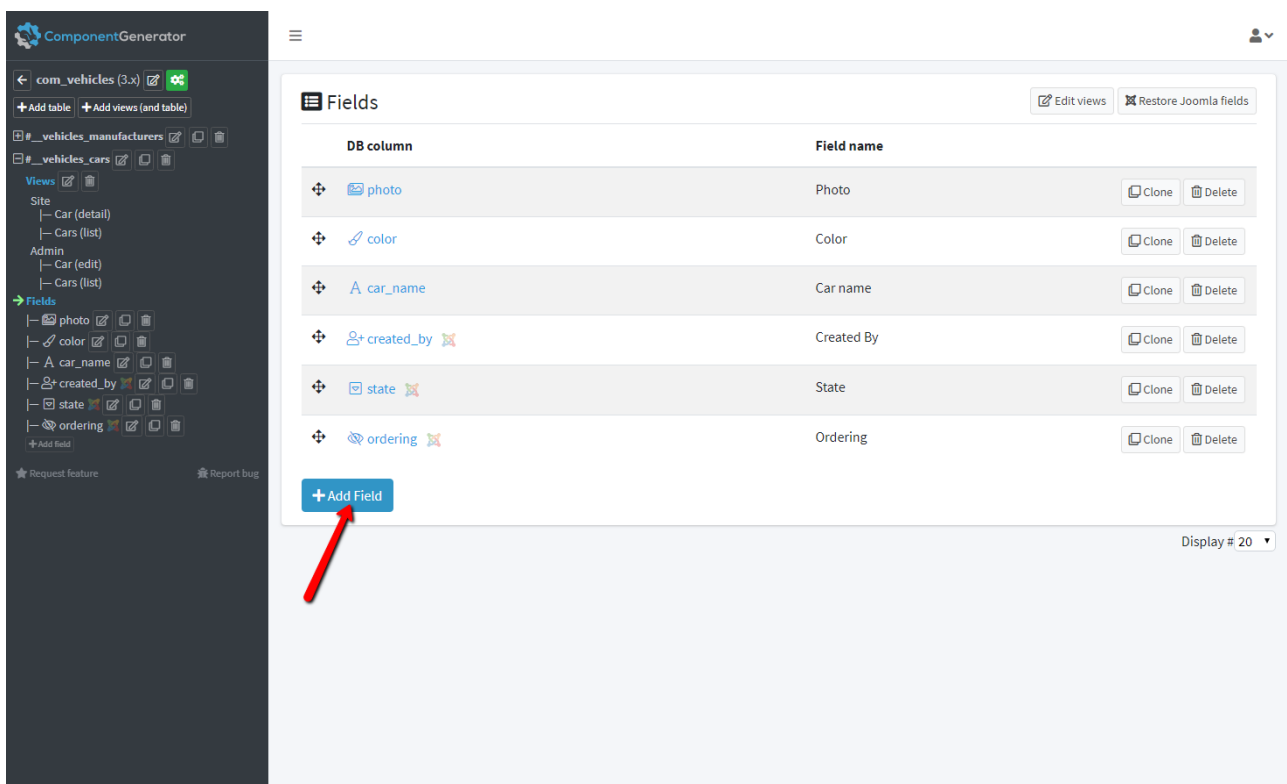 ComponentGenerator
com_vehicles (3.x)
Add table Add views (and table)
#__vehicles_manufacturers
#__vehicles_cars
Views
Site
Car (detail)
Cars (list)
Admin
Car (edit)
Cars (list)
Fields
photo
color
car_name
created_by
state
ordering
Add field
Request feature Report bug
Fields Edit views Restore Joomla fields
DB column Field name
photo Photo Clone Delete
color Color Clone Delete
car_name Car name Clone Delete
created_by Created By Clone Delete
state State Clone Delete
ordering Ordering Clone Delete
Add Field
Display # 20